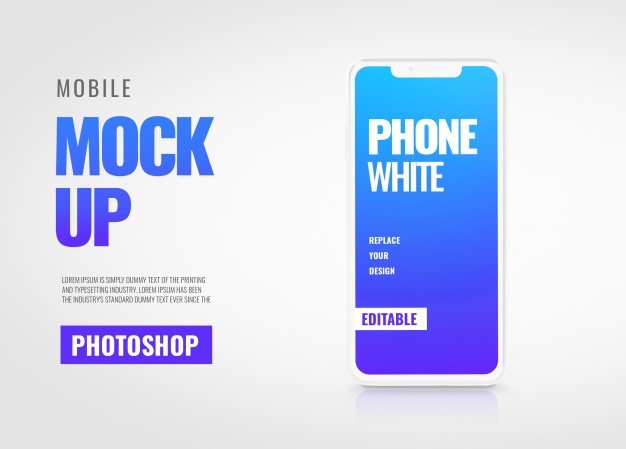 MOBILE
MOCK
UP
LOREM IPSUM IS SIMPLY DUMMY TEXT OF THE PRINTING
AND TYPESETTING INDUSTRY. LOREM IPSUM HAS BEEN
THE INDUSTRY'S STANDARD DUMMY TEXT EVER SINCE THE
PHOTOSHOP
PHONE
WHITE
REPLACE
YOUR
DESIGN
EDITABLE